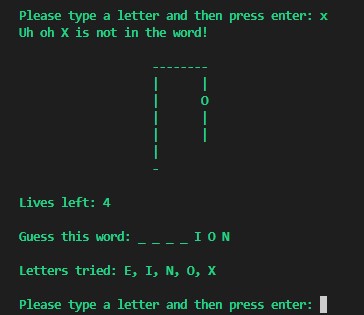 Please type a letter and then press enter: x
Uh oh X is not in the word!
--------
|      |
|      O
|      |
|      |
|
-
Lives left: 4
Guess this word: _ _ _ _ I O N
Letters tried: E, I, N, O, X
Please type a letter and then press enter: